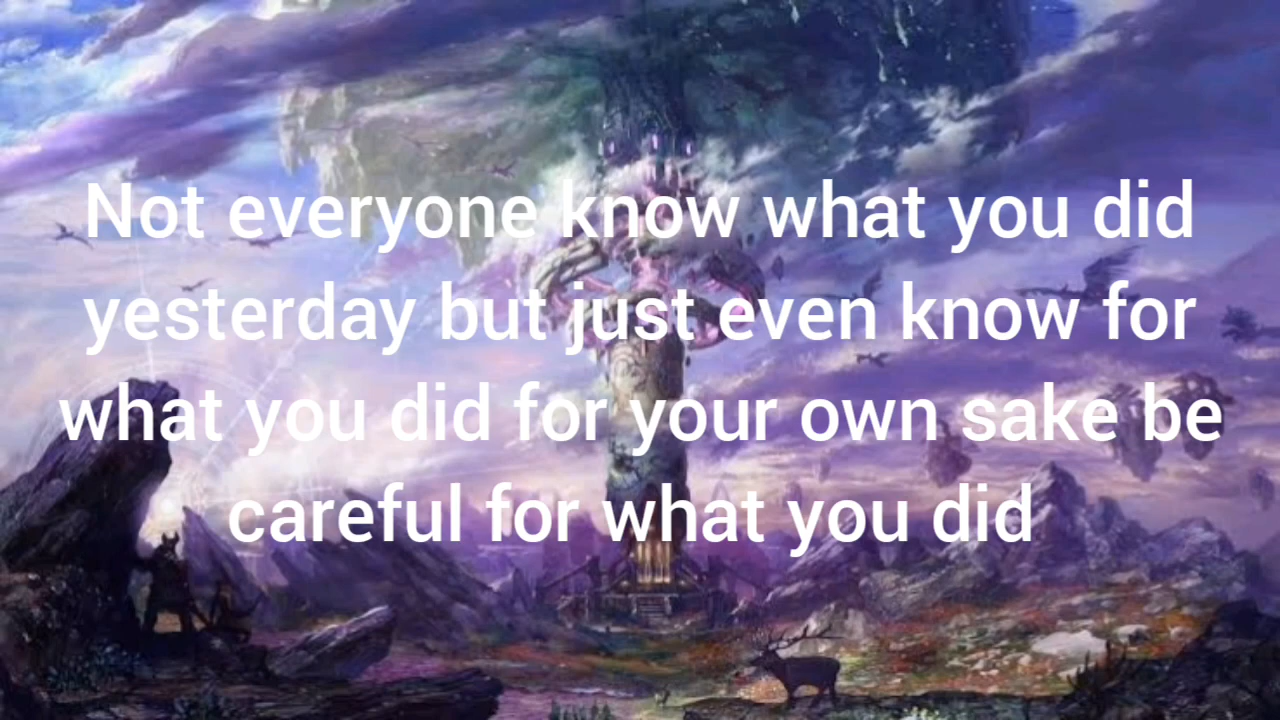 Not everyone know what you did
yesterday but just even know for
what you did for your own sake be
careful for what you did